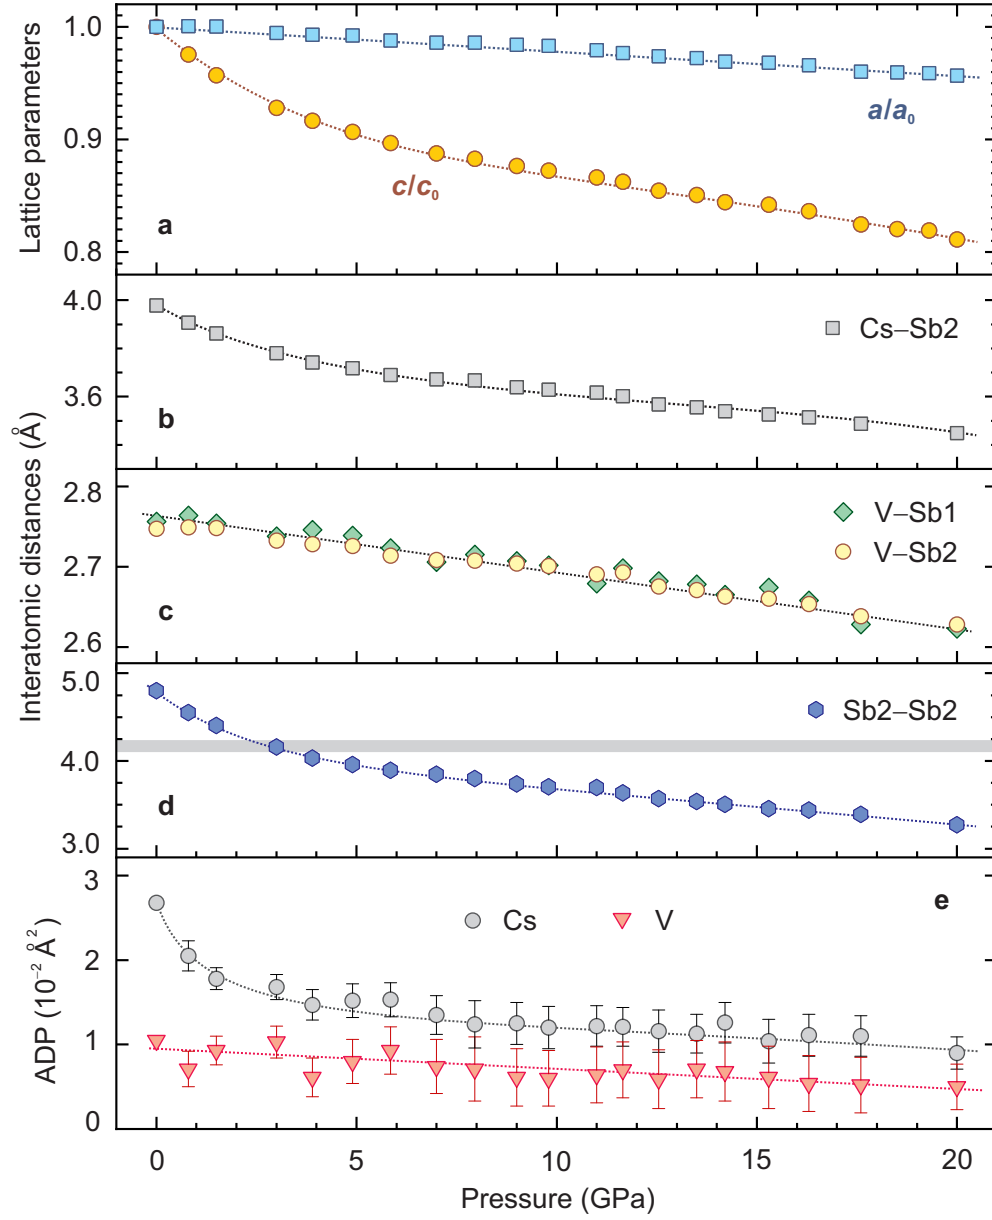 Lattice parameters
1.0
0.9
0.8
a/a₀
c/c₀
a
Interatomic distances (Å)
4.0
3.6
Cs–Sb2
b
2.8
2.7
2.6
V–Sb1
V–Sb2
c
5.0
4.0
3.0
Sb2–Sb2
d
ADP (10⁻² Å²)
3
2
1
0
Cs
V
e
0
5
10
15
20
Pressure (GPa)